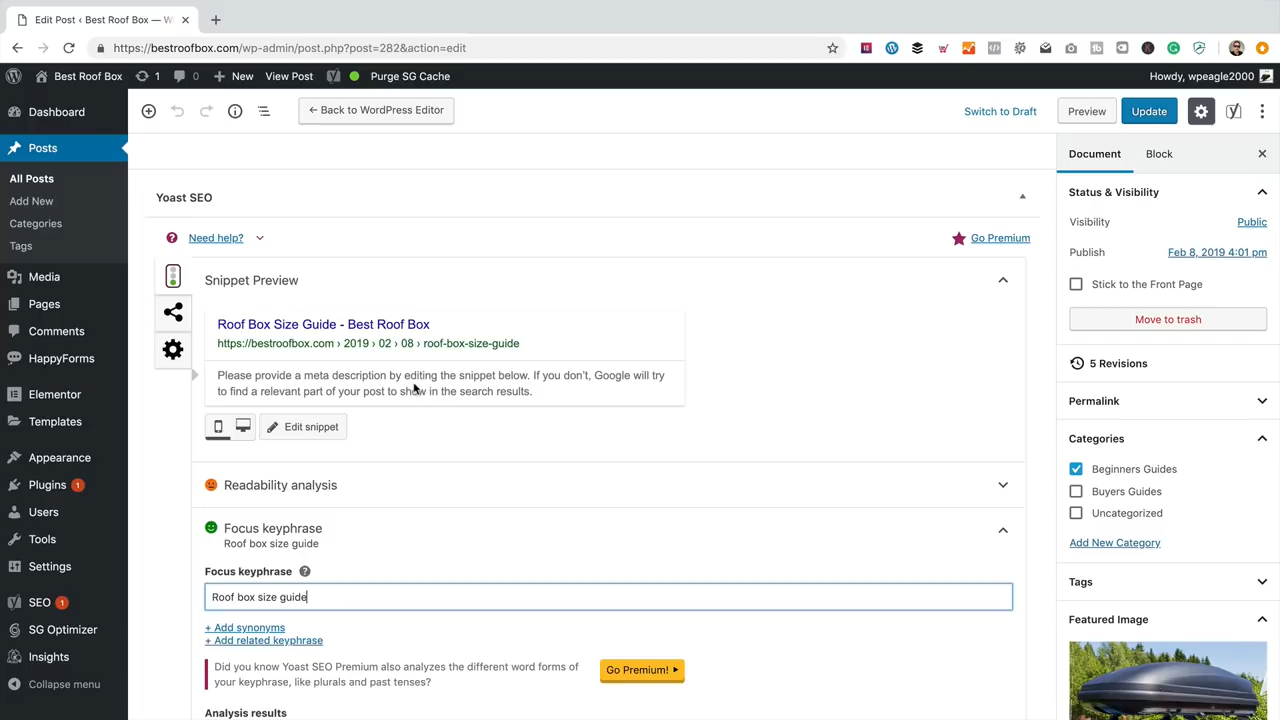 Edit Post ‹ Best Roof Box — W
https://bestroofbox.com/wp-admin/post.php?post=282&action=edit
Best Roof Box
1
0
New
View Post
Purge SG Cache
Howdy, wpeagle2000
Dashboard
Posts
All Posts
Add New
Categories
Tags
Media
Pages
Comments
HappyForms
Elementor
Templates
Appearance
Plugins 1
Users
Tools
Settings
SEO 1
SG Optimizer
Insights
Collapse menu
← Back to WordPress Editor
Switch to Draft
Preview
Update
Yoast SEO
Need help?
Go Premium
Snippet Preview
Roof Box Size Guide - Best Roof Box
https://bestroofbox.com › 2019 › 02 › 08 › roof-box-size-guide
Please provide a meta description by editing the snippet below. If you don't, Google will try
to find a relevant part of your post to show in the search results.
Edit snippet
Readability analysis
Focus keyphrase
Roof box size guide
Focus keyphrase
Roof box size guide
+ Add synonyms
+ Add related keyphrase
Did you know Yoast SEO Premium also analyzes the different word forms of
your keyphrase, like plurals and past tenses?
Go Premium!
Analysis results
Document
Block
Status & Visibility
Visibility
Public
Publish
Feb 8, 2019 4:01 pm
Stick to the Front Page
Move to trash
5 Revisions
Permalink
Categories
Beginners Guides
Buyers Guides
Uncategorized
Add New Category
Tags
Featured Image